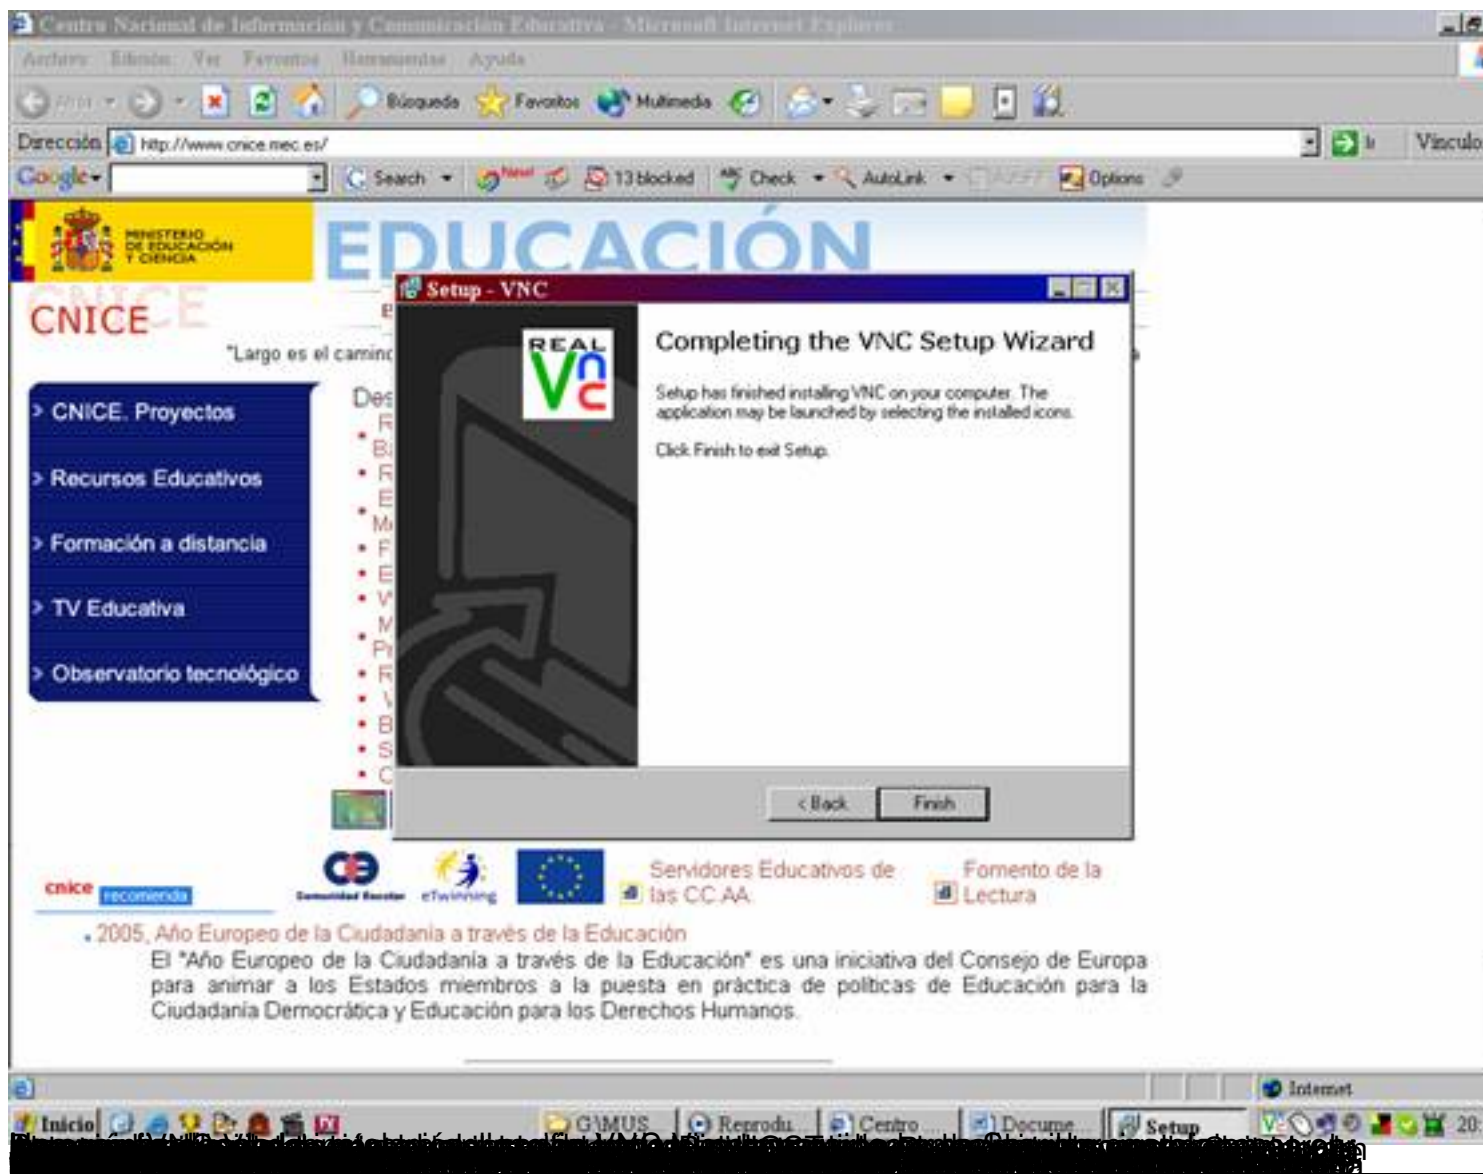 Centro Nacional de Información y Comunicación Educativa - Microsoft Internet Explorer
Archivo Edición Ver Favoritos Herramientas Ayuda
Búsqueda Favoritos Multimedia
Dirección http://www.cnice.mec.es/ Ir Vínculo
Google Search New! 13 blocked ABC Check AutoLink Options
MINISTERIO
DE EDUCACIÓN
Y CIENCIA
EDUCACIÓN
CNICE
"Largo es el camino
> CNICE. Proyectos
> Recursos Educativos
> Formación a distancia
> TV Educativa
> Observatorio tecnológico
Setup - VNC
REAL
Vnc
Completing the VNC Setup Wizard
Setup has finished installing VNC on your computer. The
application may be launched by selecting the installed icons.
Click Finish to exit Setup.
< Back Finish
cnice recomienda
Comunidad Escolar eTwinning
Servidores Educativos de
las CC.AA.
Fomento de la
Lectura
2005, Año Europeo de la Ciudadanía a través de la Educación
El "Año Europeo de la Ciudadanía a través de la Educación" es una iniciativa del Consejo de Europa
para animar a los Estados miembros a la puesta en práctica de políticas de Educación para la
Ciudadanía Democrática y Educación para los Derechos Humanos.
Internet
Inicio G:\MUS... Reprodu... Centro ... Docume... Setup 20: